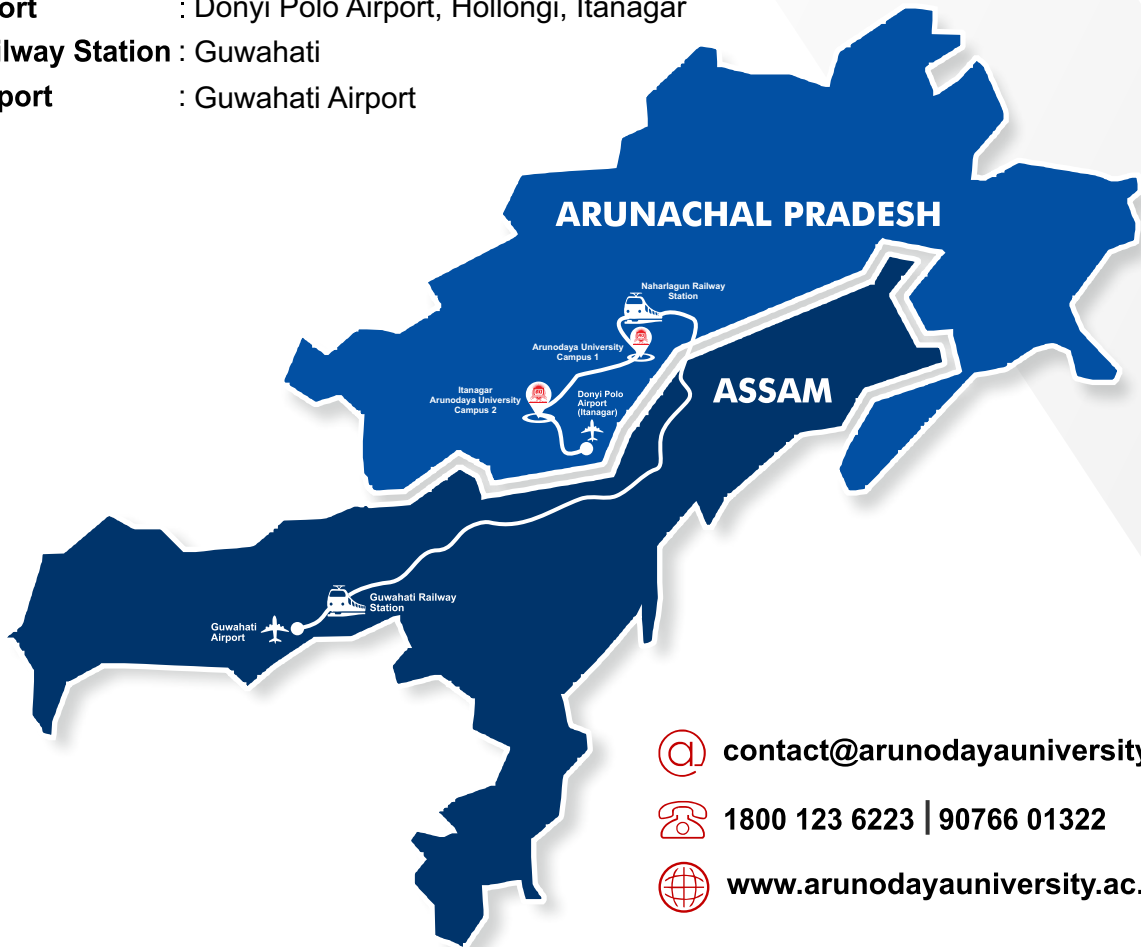 : Donyi Polo Airport, Hollongi, Itanagar
Railway Station : Guwahati
: Guwahati Airport
ARUNACHAL PRADESH
Naharlagun Railway
Station
Arunodaya University
Campus 1
Itanagar
Arunodaya University
Campus 2
Donyi Polo
Airport
(Itanagar)
ASSAM
Guwahati Railway
Station
Guwahati
Airport
contact@arunodayauniversity
1800 123 6223 | 90766 01322
www.arunodayauniversity.ac.